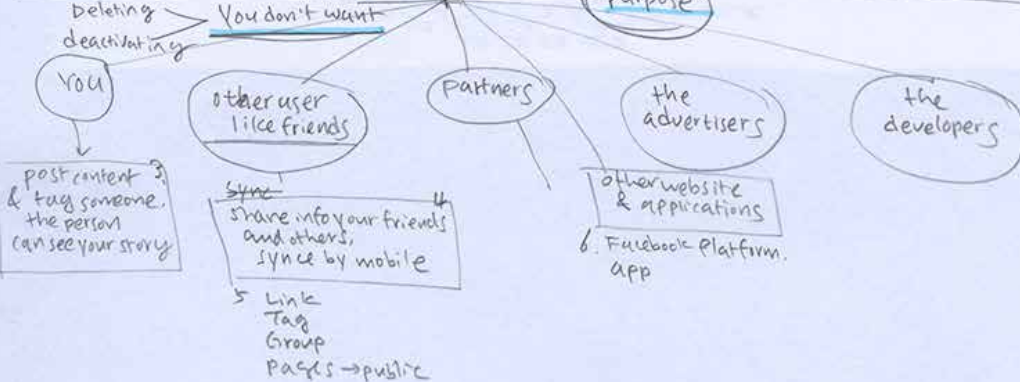 Deleting
deactivating
You don't want
purpose
You
other user
like friends
partners
the
advertisers
the
developers
post content 3.
& tag someone.
the person
can see your story
sync
4
share info your friends
and others,
synce by mobile
5 Link
Tag
Group
pages → public
other website
& applications
6. Facebook Platform.
app